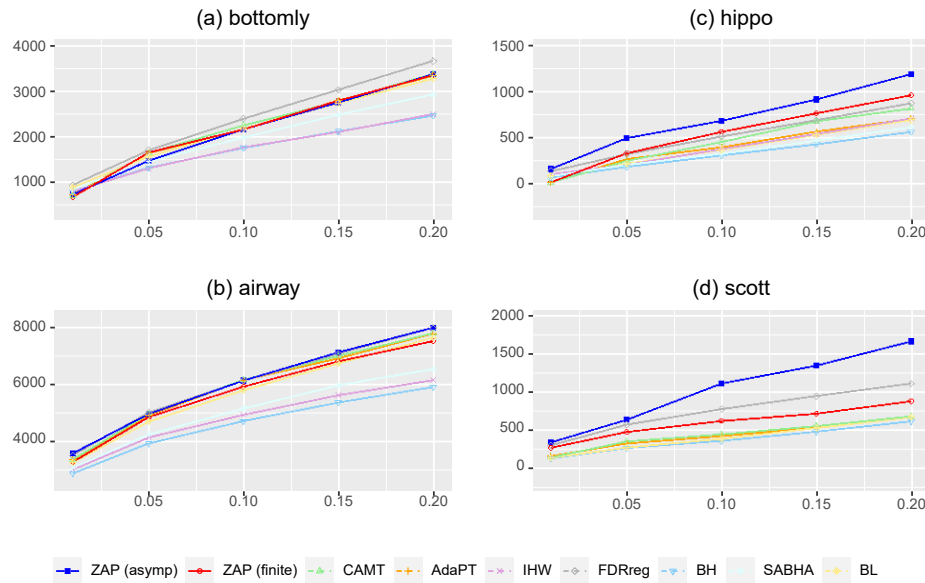 (a) bottomly
4000
3000
2000
1000
0.05 0.10 0.15 0.20
(c) hippo
1500
1000
500
0
0.05 0.10 0.15 0.20
(b) airway
8000
6000
4000
0.05 0.10 0.15 0.20
(d) scott
2000
1500
1000
500
0
0.05 0.10 0.15 0.20
ZAP (asymp) ZAP (finite) CAMT AdaPT IHW FDRreg BH SABHA BL